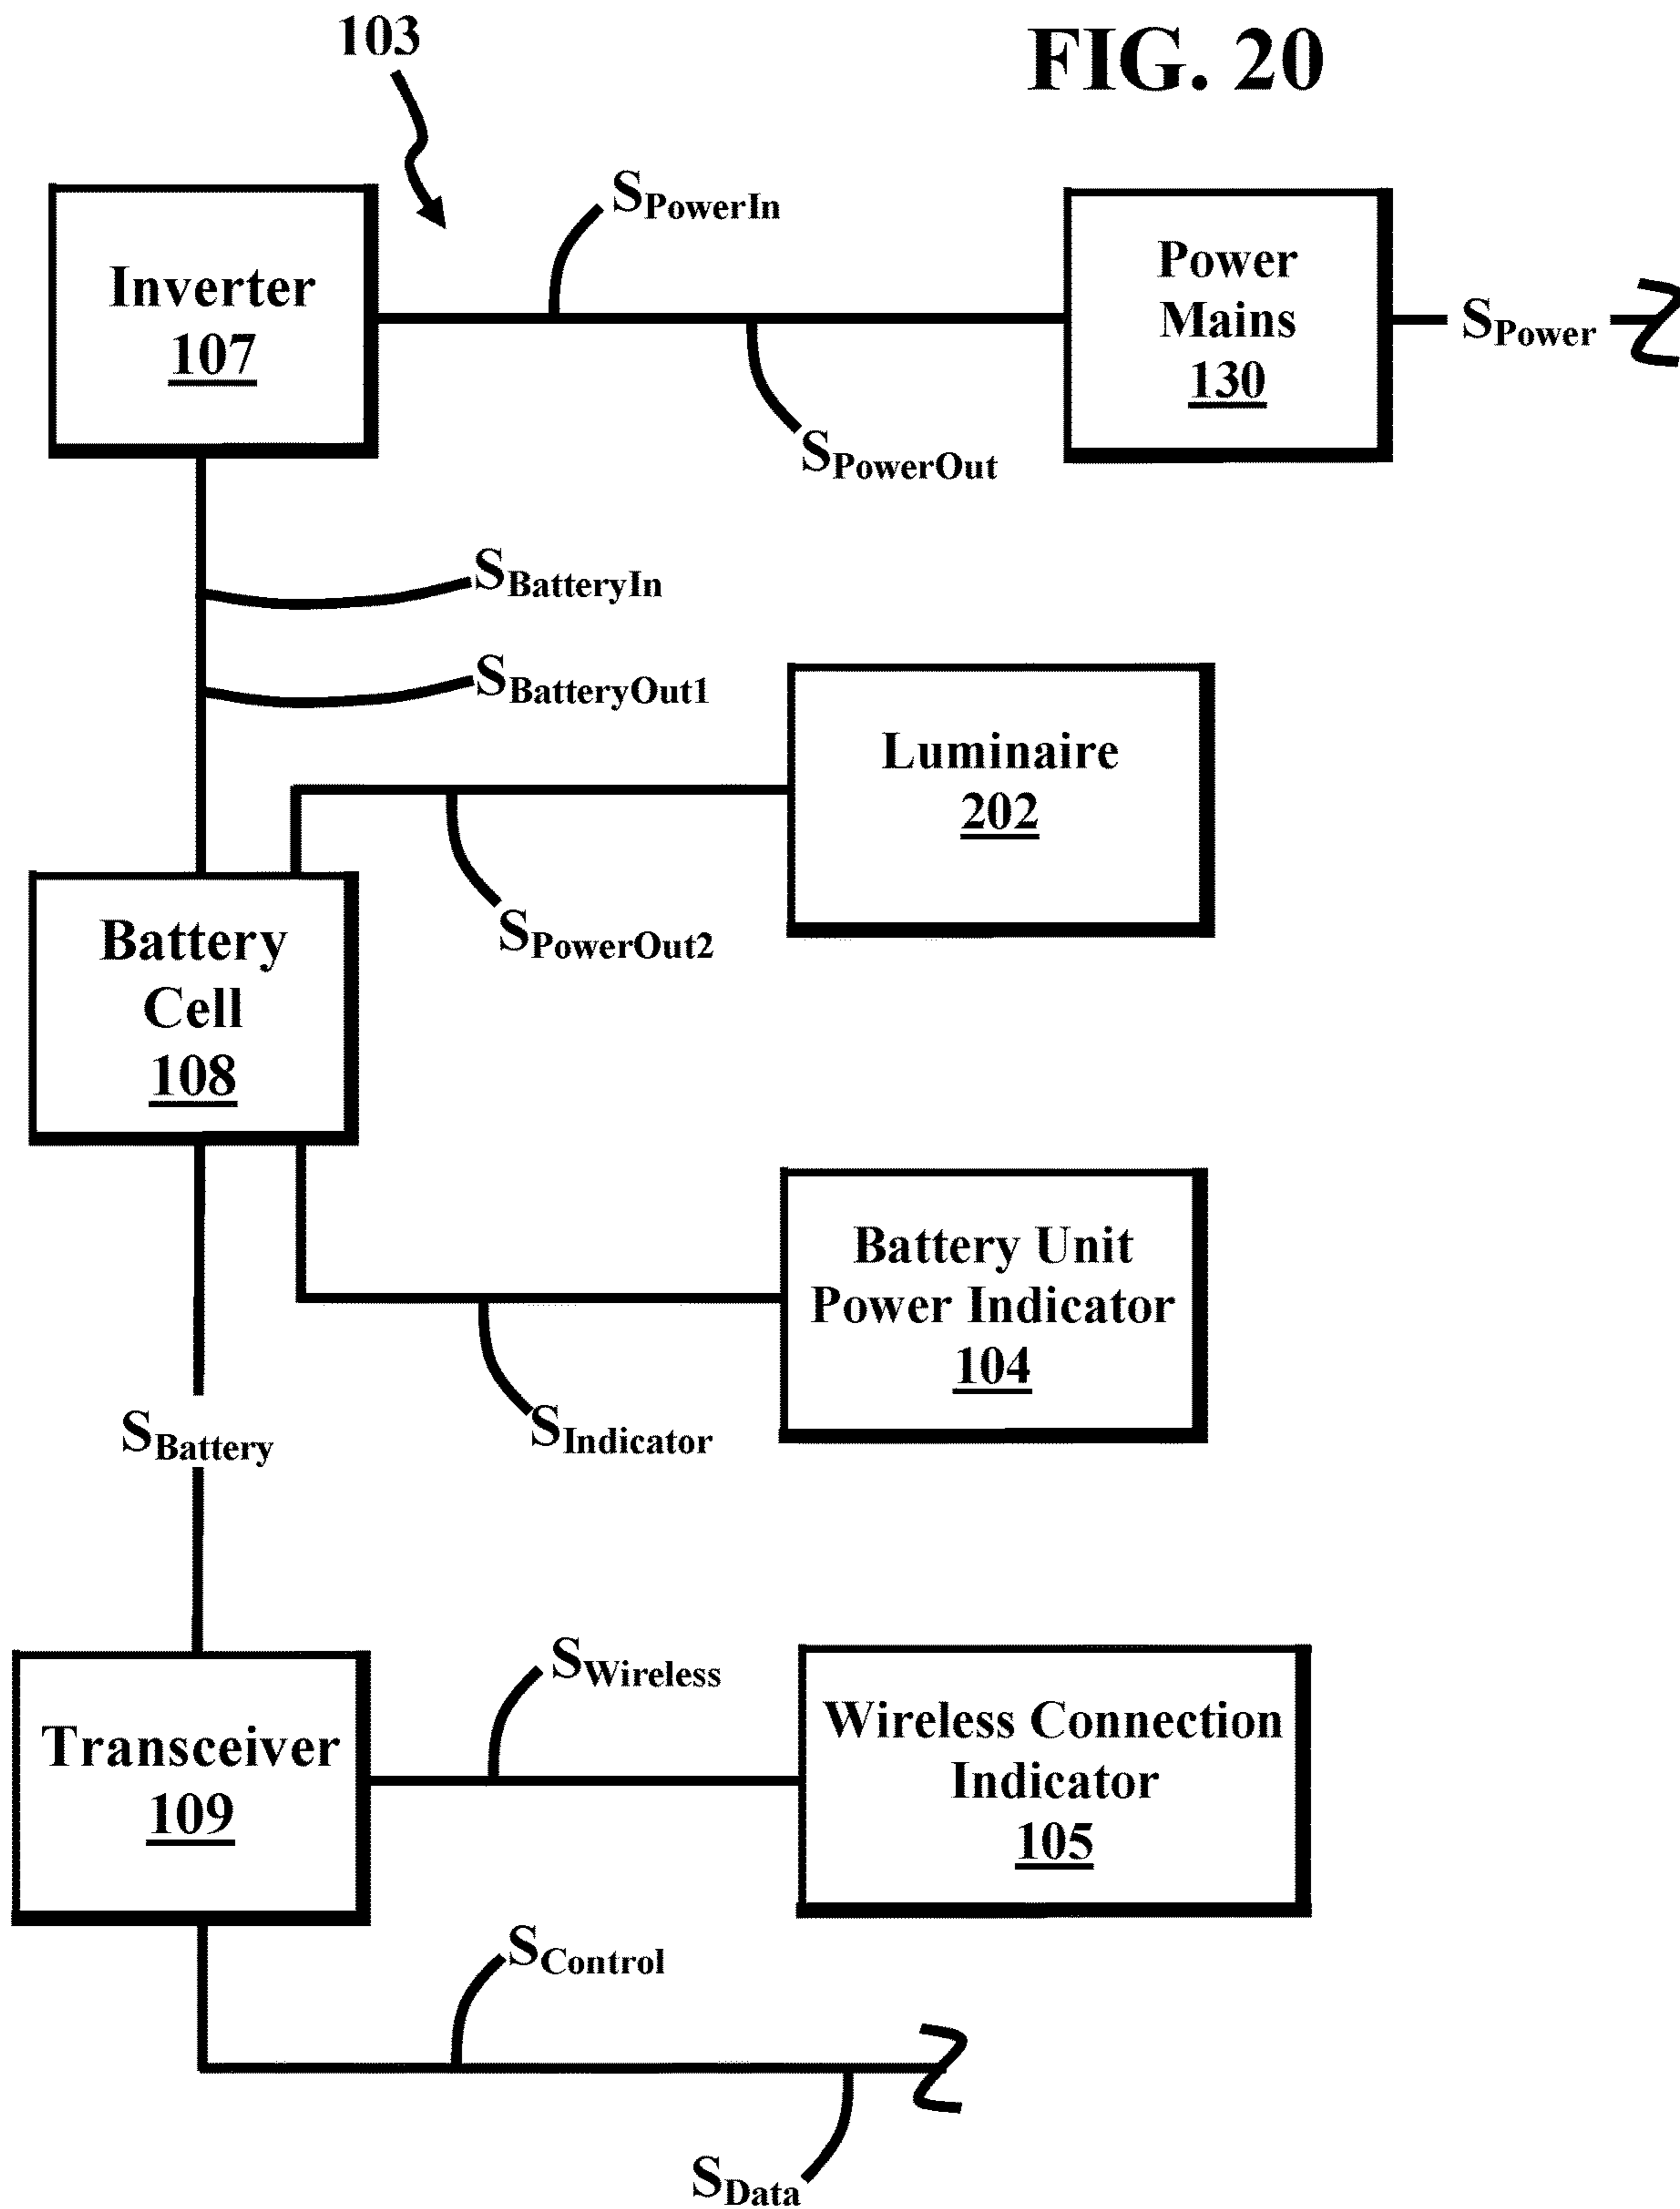 103
FIG. 20
SPowerIn
Inverter
107
Power
Mains
130
SPower
SPowerOut
SBatteryIn
SBatteryOut1
Luminaire
202
SPowerOut2
Battery
Cell
108
Battery Unit
Power Indicator
104
SIndicator
SBattery
SWireless
Transceiver
109
Wireless Connection
Indicator
105
SControl
SData